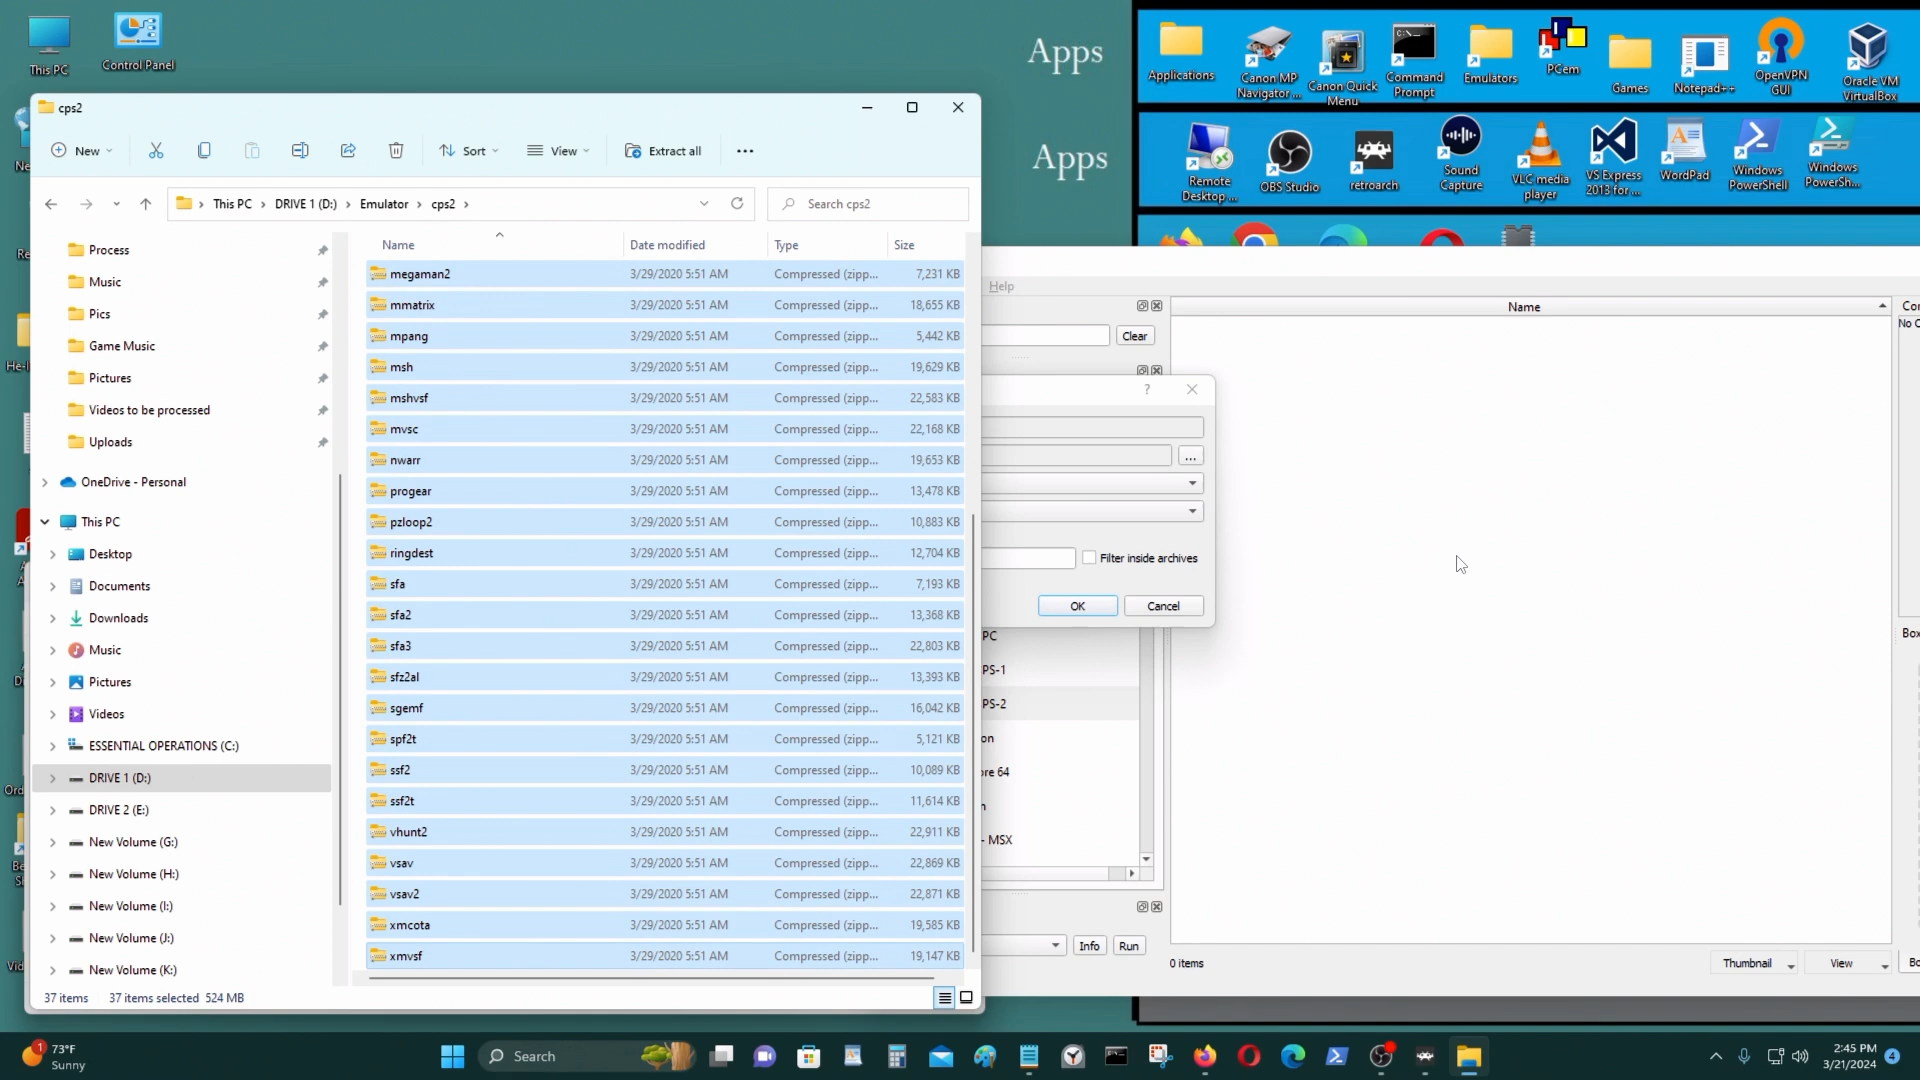 This PC
Control Panel
Apps
Applications
Canon MP
Navigator ...
Canon Quick
Menu
Command
Prompt
Emulators
PCem
Games
Notepad++
OpenVPN
GUI
Oracle VM
VirtualBox
Apps
Remote
Desktop ...
OBS Studio
retroarch
Sound
Capture
VLC media
player
VS Express
2013 for ...
WordPad
Windows
PowerShell
Windows
PowerSh...
cps2
New
Sort
View
Extract all
This PC
DRIVE 1 (D:)
Emulator
cps2
Search cps2
Name
Date modified
Type
Size
Process
Music
Pics
Game Music
Pictures
Videos to be processed
Uploads
OneDrive - Personal
This PC
Desktop
Documents
Downloads
Music
Pictures
Videos
ESSENTIAL OPERATIONS (C:)
DRIVE 1 (D:)
DRIVE 2 (E:)
New Volume (G:)
New Volume (H:)
New Volume (I:)
New Volume (J:)
New Volume (K:)
megaman2 3/29/2020 5:51 AM Compressed (zipp... 7,231 KB
mmatrix 3/29/2020 5:51 AM Compressed (zipp... 18,655 KB
mpang 3/29/2020 5:51 AM Compressed (zipp... 5,442 KB
msh 3/29/2020 5:51 AM Compressed (zipp... 19,629 KB
mshvsf 3/29/2020 5:51 AM Compressed (zipp... 22,583 KB
mvsc 3/29/2020 5:51 AM Compressed (zipp... 22,168 KB
nwarr 3/29/2020 5:51 AM Compressed (zipp... 19,653 KB
progear 3/29/2020 5:51 AM Compressed (zipp... 13,478 KB
pzloop2 3/29/2020 5:51 AM Compressed (zipp... 10,883 KB
ringdest 3/29/2020 5:51 AM Compressed (zipp... 12,704 KB
sfa 3/29/2020 5:51 AM Compressed (zipp... 7,193 KB
sfa2 3/29/2020 5:51 AM Compressed (zipp... 13,368 KB
sfa3 3/29/2020 5:51 AM Compressed (zipp... 22,803 KB
sfz2al 3/29/2020 5:51 AM Compressed (zipp... 13,393 KB
sgemf 3/29/2020 5:51 AM Compressed (zipp... 16,042 KB
spf2t 3/29/2020 5:51 AM Compressed (zipp... 5,121 KB
ssf2 3/29/2020 5:51 AM Compressed (zipp... 10,089 KB
ssf2t 3/29/2020 5:51 AM Compressed (zipp... 11,614 KB
vhunt2 3/29/2020 5:51 AM Compressed (zipp... 22,911 KB
vsav 3/29/2020 5:51 AM Compressed (zipp... 22,869 KB
vsav2 3/29/2020 5:51 AM Compressed (zipp... 22,871 KB
xmcota 3/29/2020 5:51 AM Compressed (zipp... 19,585 KB
xmvsf 3/29/2020 5:51 AM Compressed (zipp... 19,147 KB
37 items 37 items selected 524 MB
Help
Clear
Name
No C
...
Filter inside archives
OK
Cancel
PC
PS-1
PS-2
on
ore 64
n
- MSX
Info
Run
0 items
Thumbnail
View
73°F
Sunny
Search
2:45 PM
3/21/2024
4